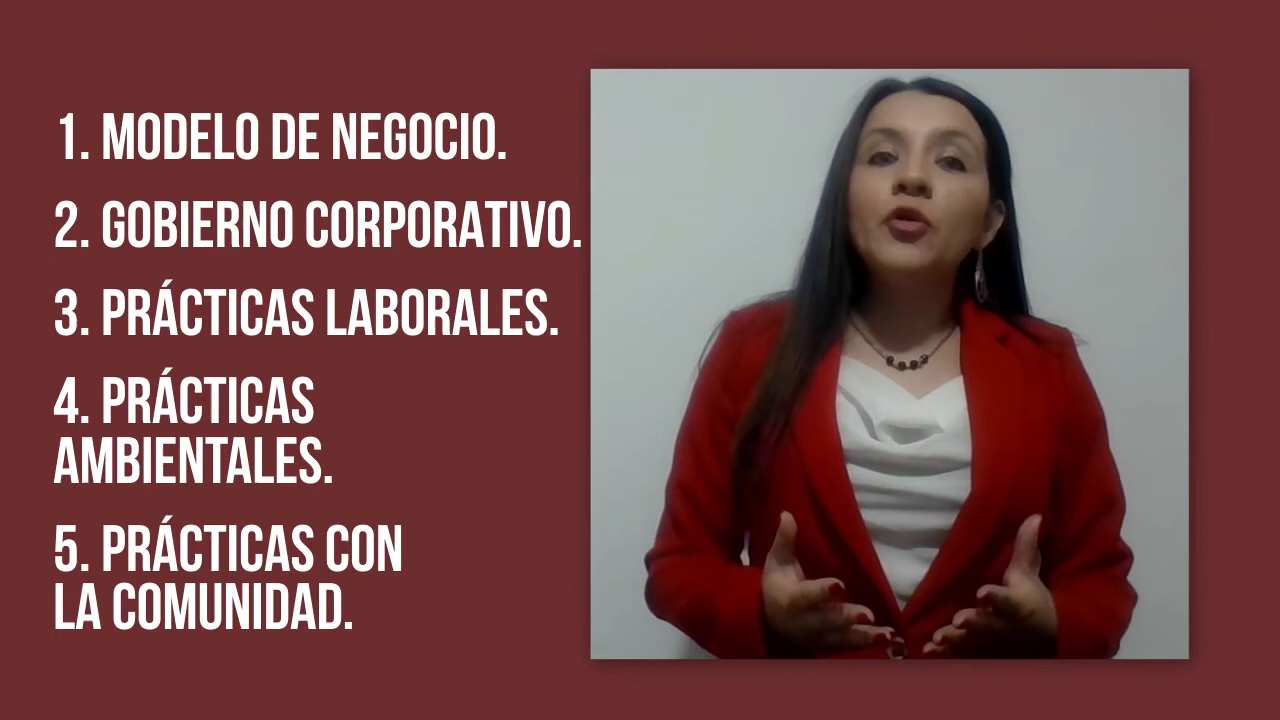 1. MODELO DE NEGOCIO.
2. GOBIERNO CORPORATIVO.
3. PRÁCTICAS LABORALES.
4. PRÁCTICAS
AMBIENTALES.
5. PRÁCTICAS CON
LA COMUNIDAD.